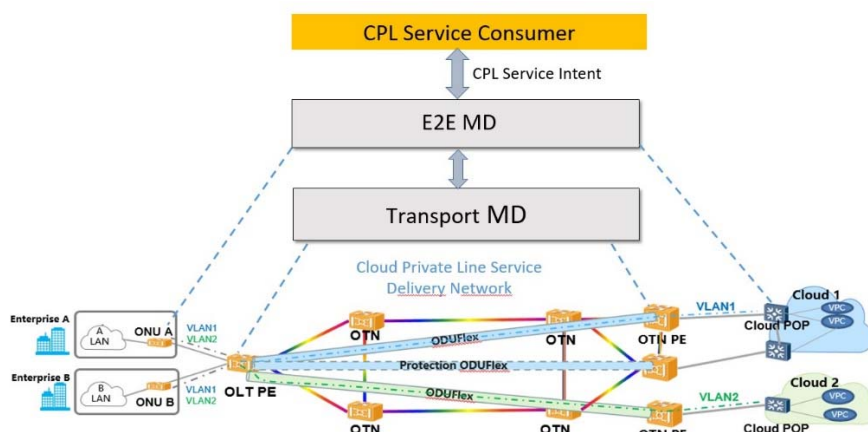 CPL Service Consumer
CPL Service Intent
E2E MD
Transport MD
Cloud Private Line Service
Delivery Network
Enterprise A
A
LAN
ONU A
VLAN1
VLAN2
Enterprise B
B
LAN
ONU B
VLAN1
VLAN2
OLT PE
OTN
OTN
ODUFlex
Protection ODUFlex
ODUFlex
OTN
OTN
OTN PE
OTN PE
VLAN1
VLAN2
Cloud 1
VPC
VPC
Cloud POP
Cloud 2
VPC
VPC
Cloud POP